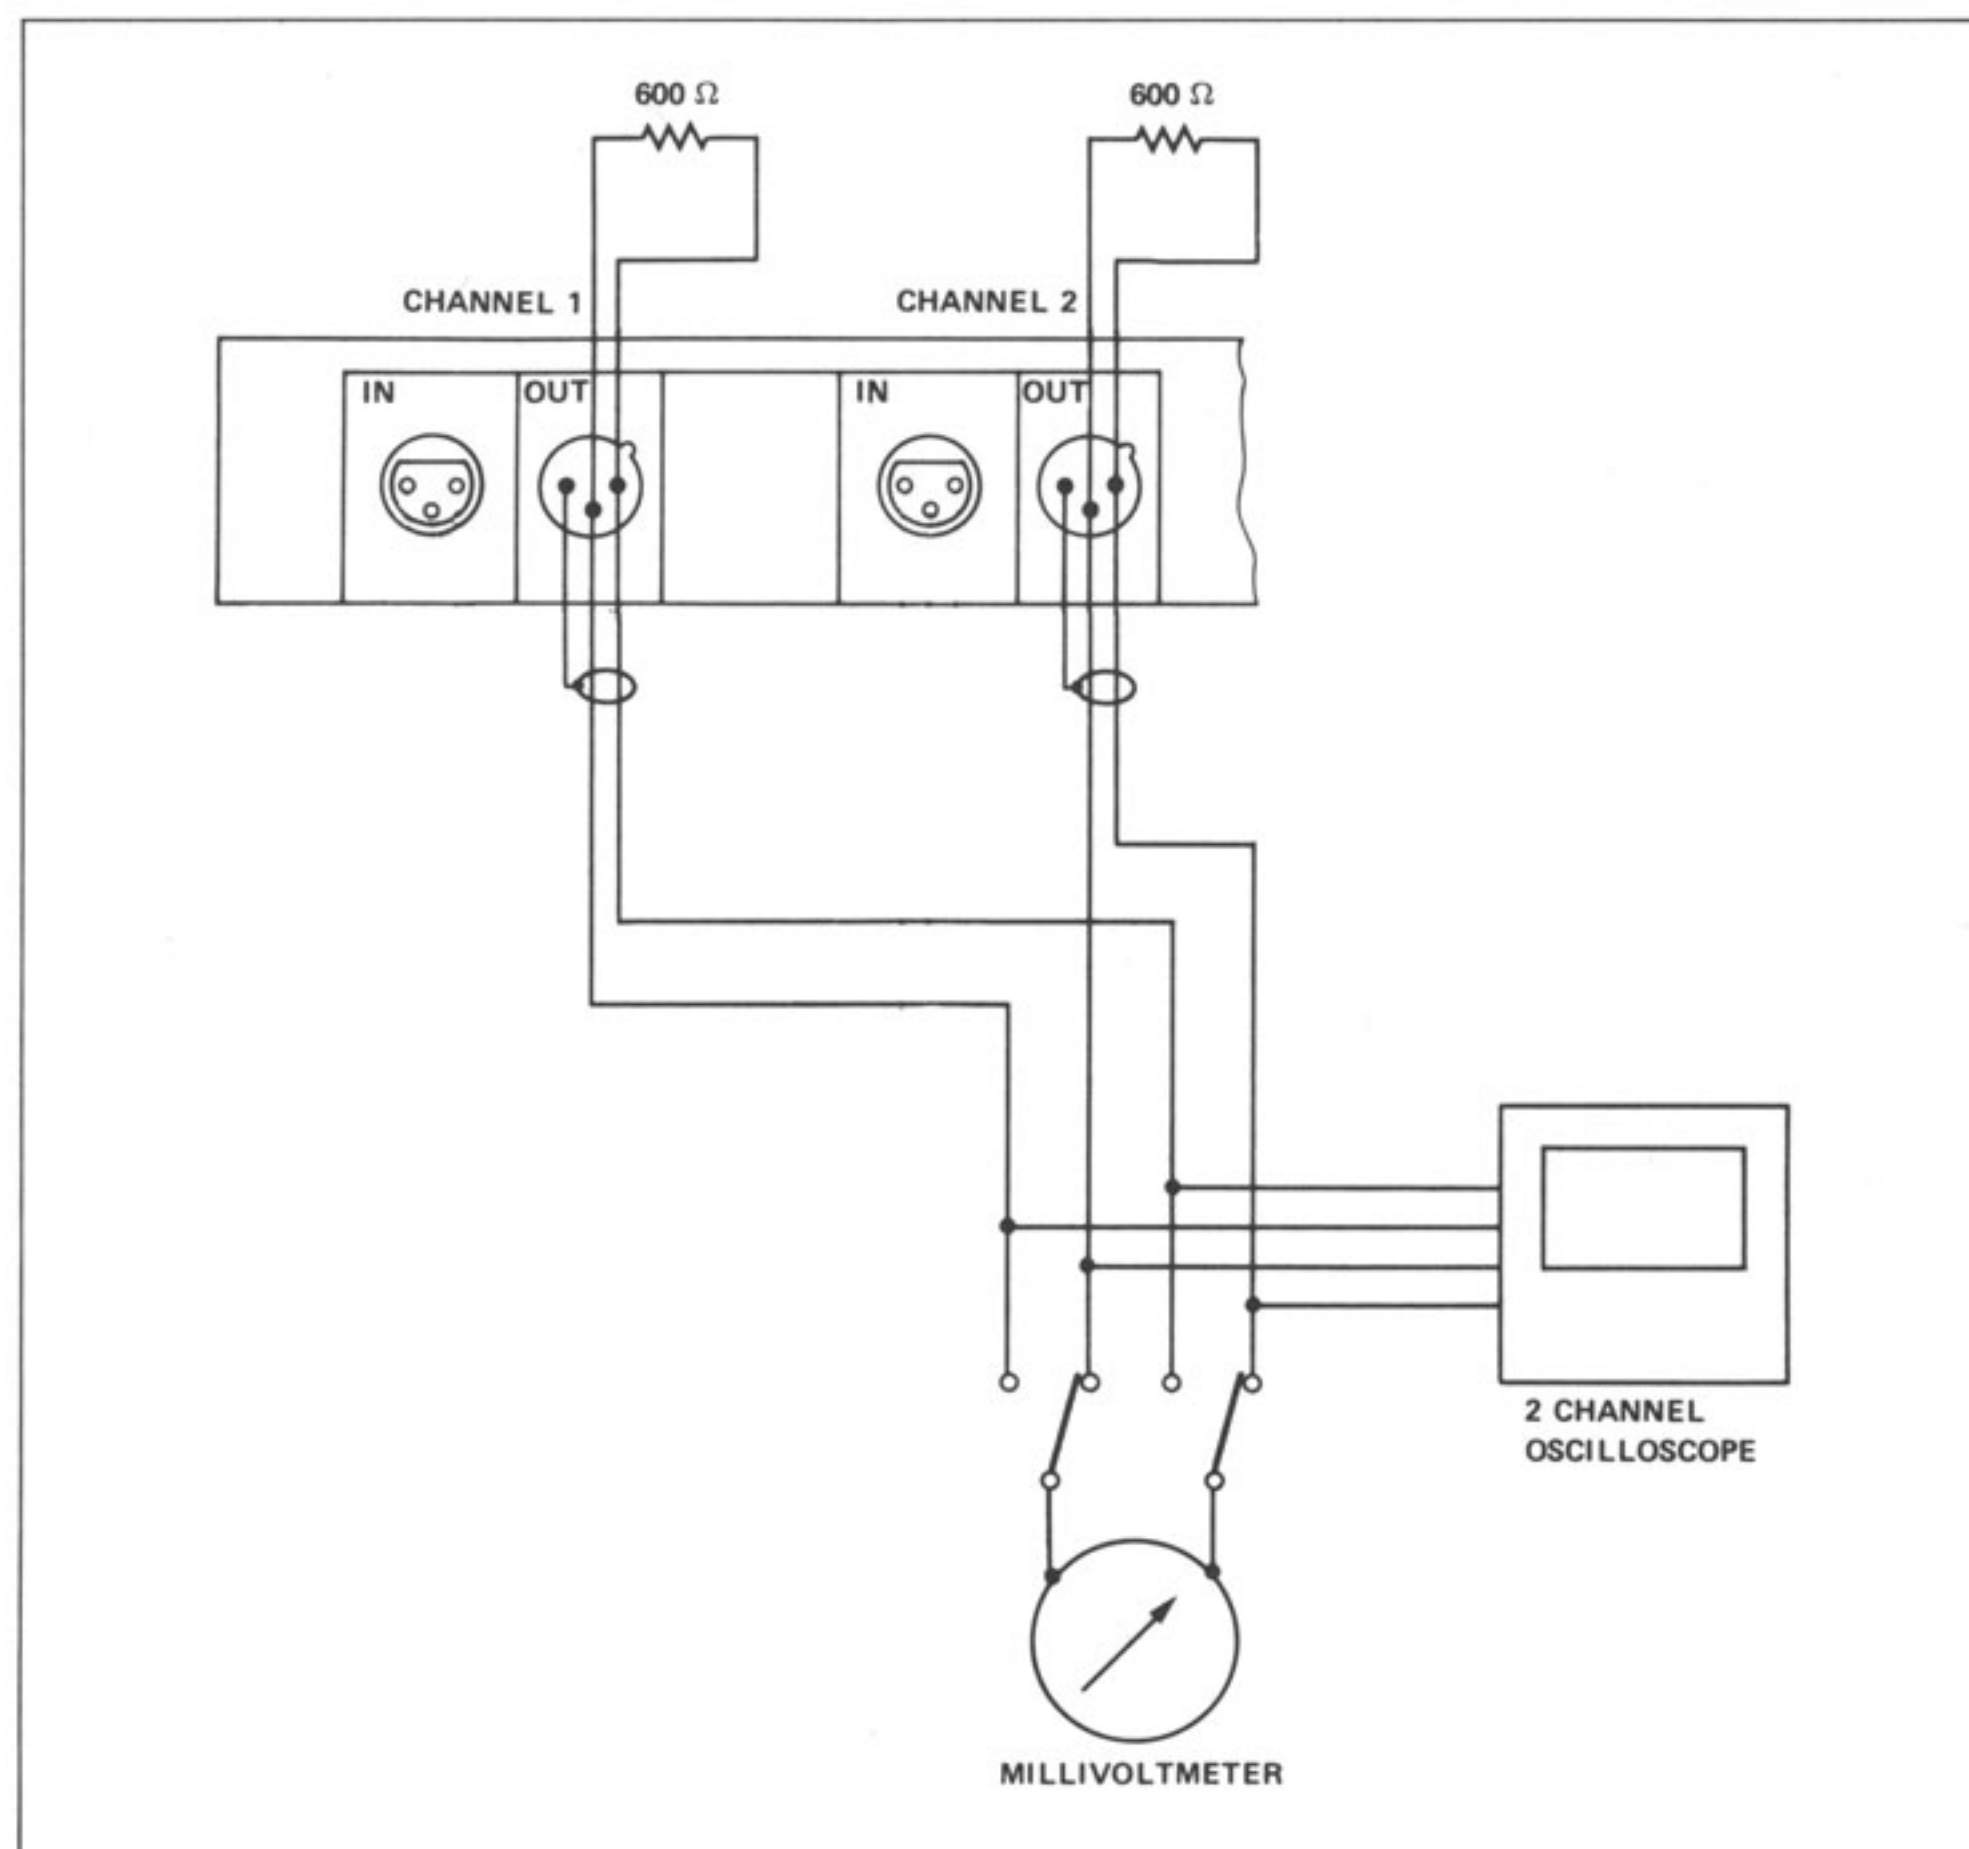 600 Ω
600 Ω
CHANNEL 1
CHANNEL 2
IN
OUT
IN
OUT
2 CHANNEL
OSCILLOSCOPE
MILLIVOLTMETER